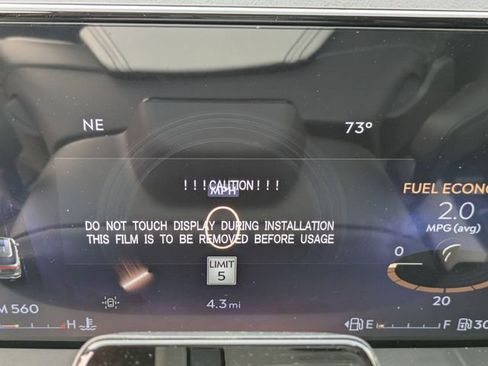 NE
73°
!!!CAUTION!!!
MPH
0
DO NOT TOUCH DISPLAY DURING INSTALLATION
THIS FILM IS TO BE REMOVED BEFORE USAGE
LIMIT
5
4.3 mi
FUEL ECONO
2.0
MPG (avg)
0
20
M 560
H
E
F
30